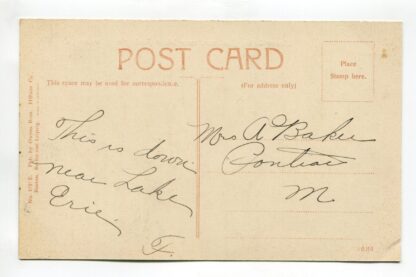 POST CARD
This space may be used for correspondence.
(For address only)
Place
Stamp here.
This is down
near Lake
Erie.
F.
Mrs A Baker
Pontiac
M